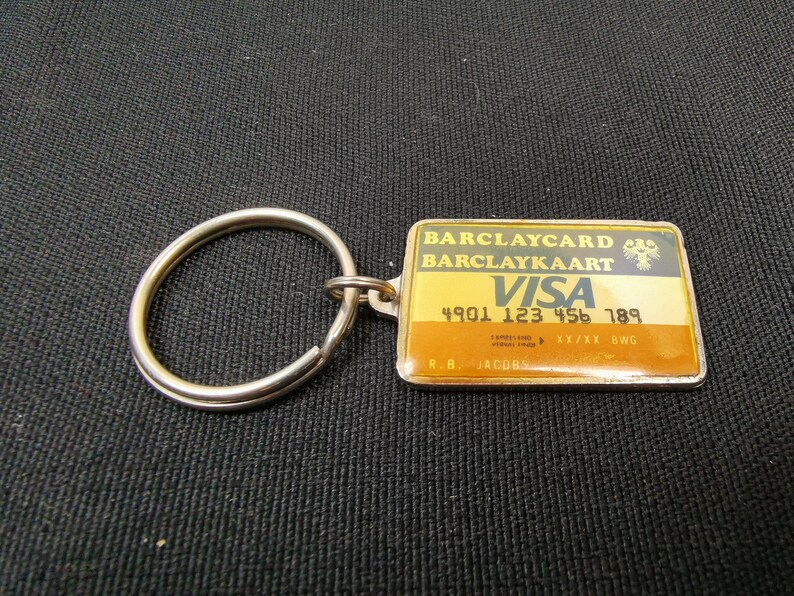 BARCLAYCARD
BARCLAYKAART
VISA
4901 123 456 789
XX/XX BWG
R.B. JACOBS